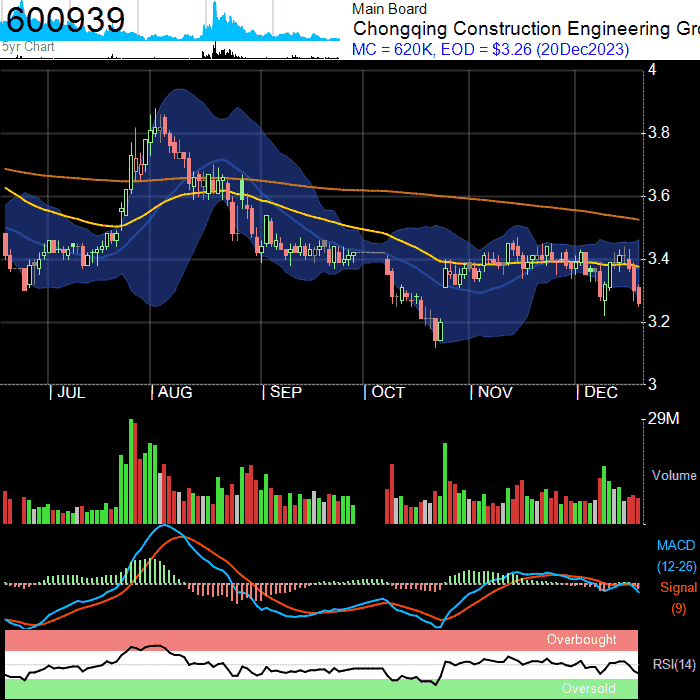 600939
5yr Chart
Main Board
Chongqing Construction Engineering Gro
MC = 620K, EOD = $3.26 (20Dec2023)
4
3.8
3.6
3.4
3.2
3
| JUL | AUG | SEP | OCT | NOV | DEC
29M
Volume
MACD
(12-26)
Signal
(9)
Overbought
RSI(14)
Oversold